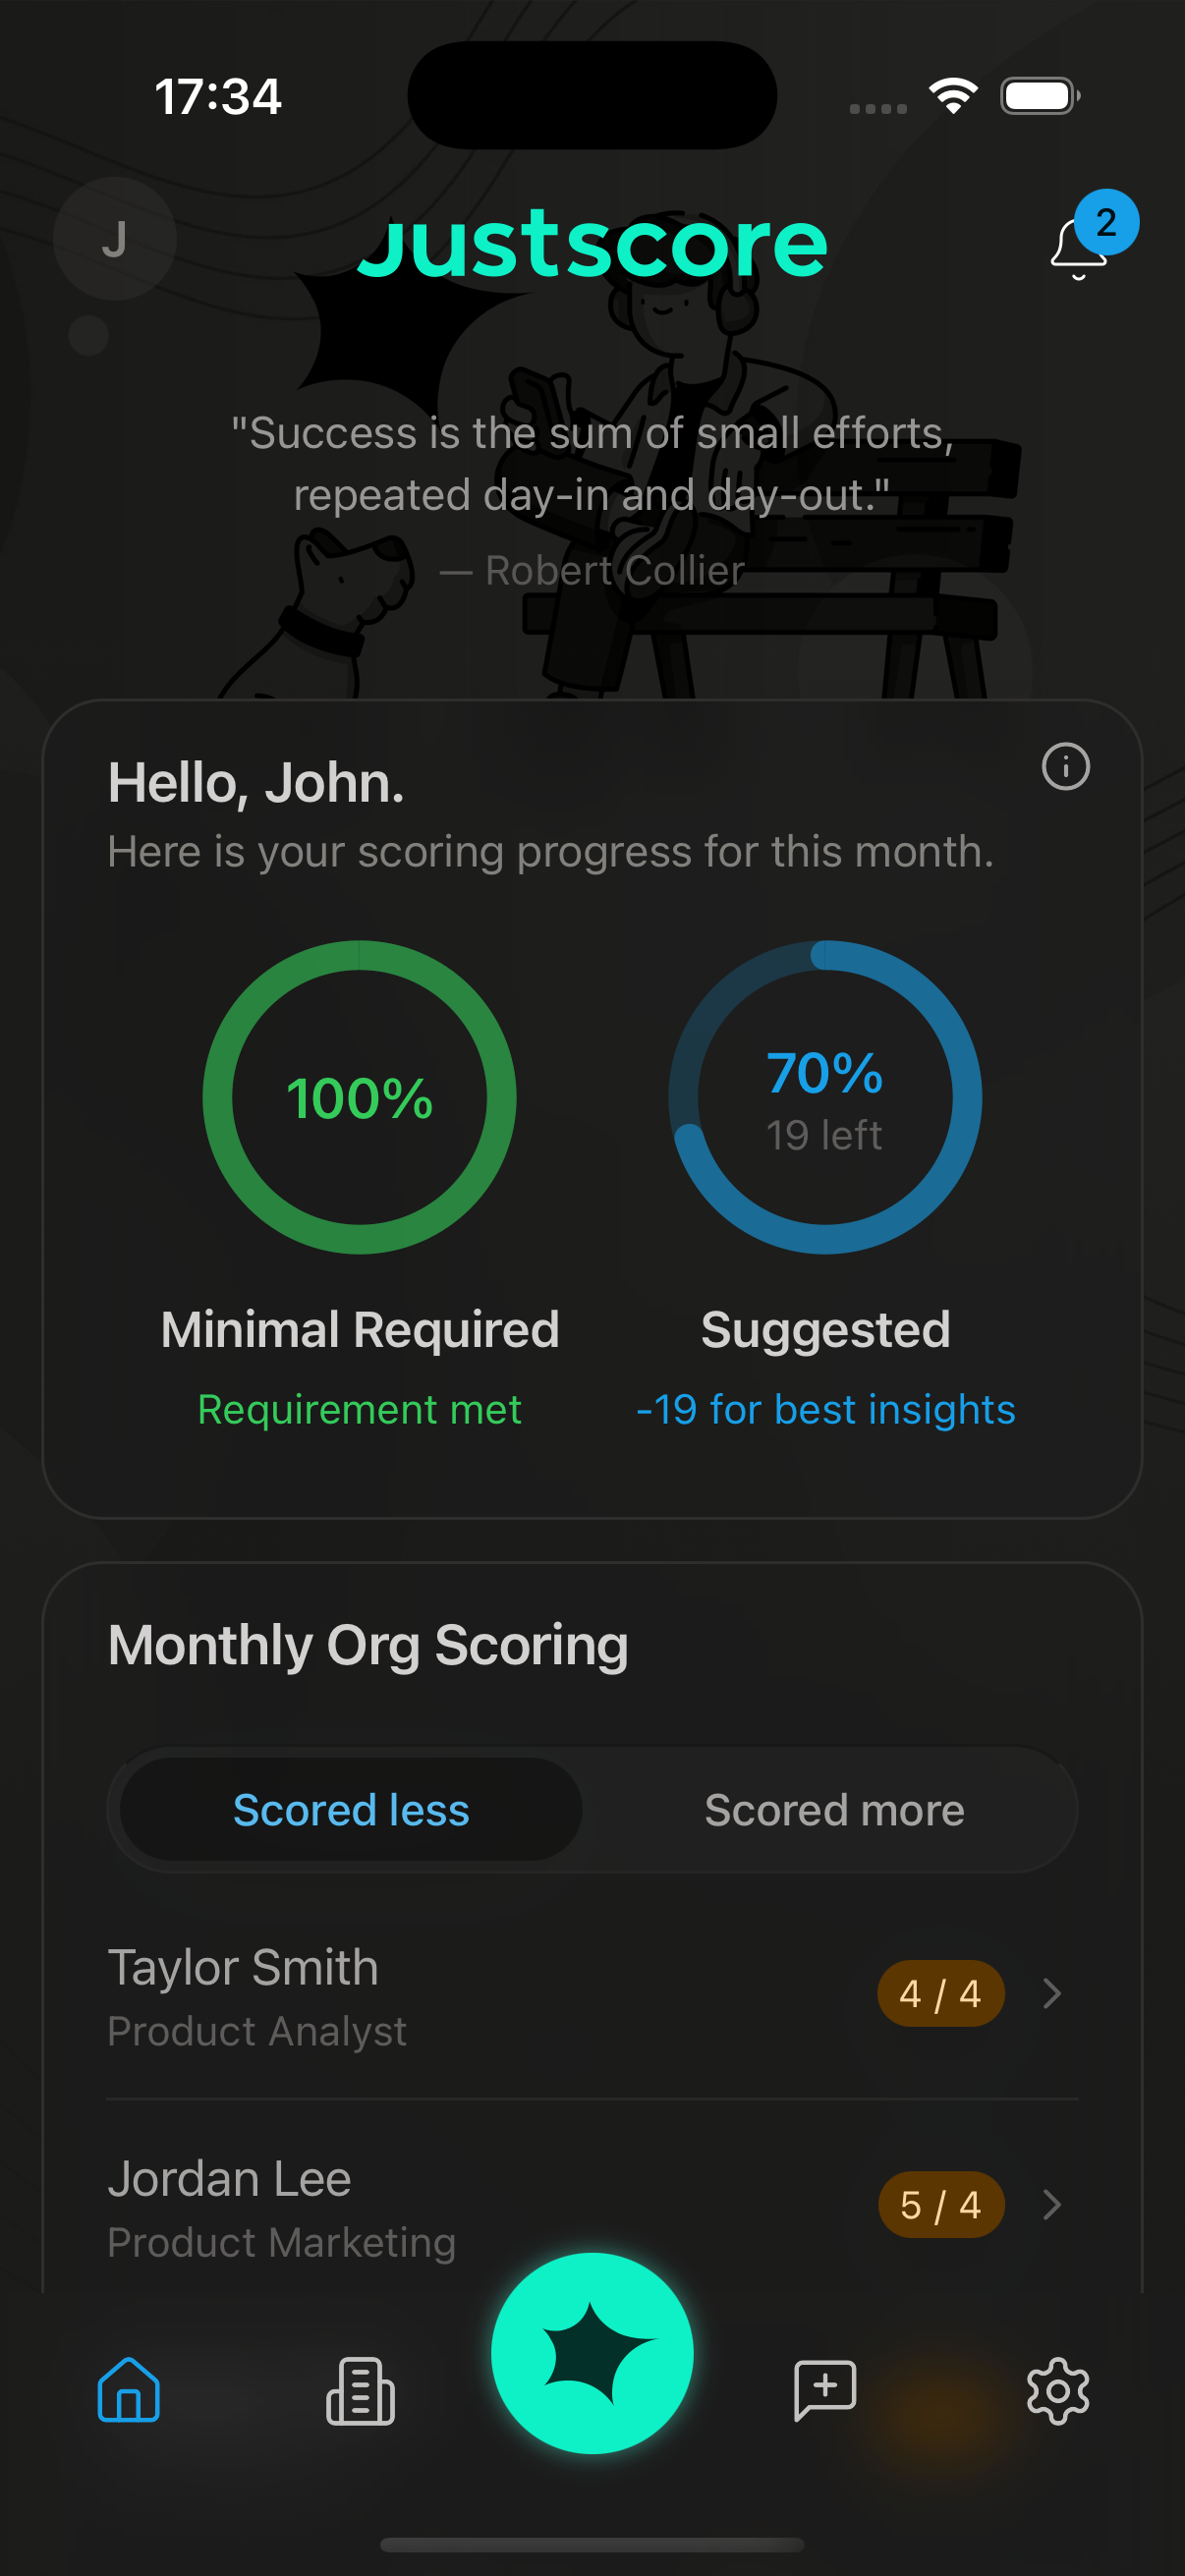 17:34
J
justscore
2
"Success is the sum of small efforts,
repeated day-in and day-out."
— Robert Collier
Hello, John.
Here is your scoring progress for this month.
100%
70%
19 left
Minimal Required
Suggested
Requirement met
-19 for best insights
Monthly Org Scoring
Scored less
Scored more
Taylor Smith
4 / 4
Product Analyst
Jordan Lee
5 / 4
Product Marketing